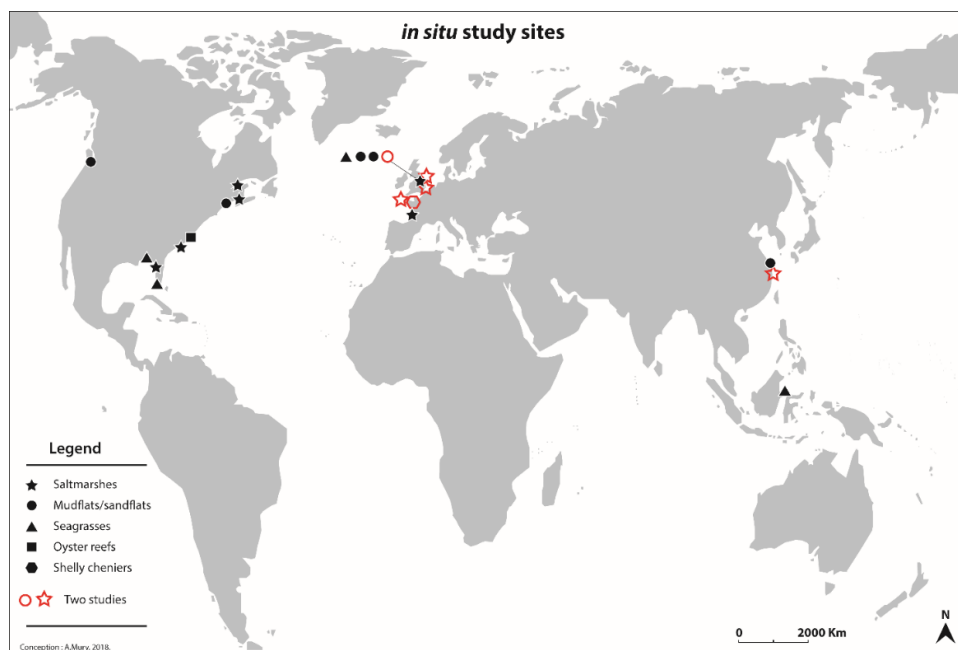 in situ study sites
Legend
Saltmarshes
Mudflats/sandflats
Seagrasses
Oyster reefs
Shelly cheniers
Two studies
N
0 2000 Km
Conception : A.Mury, 2018.